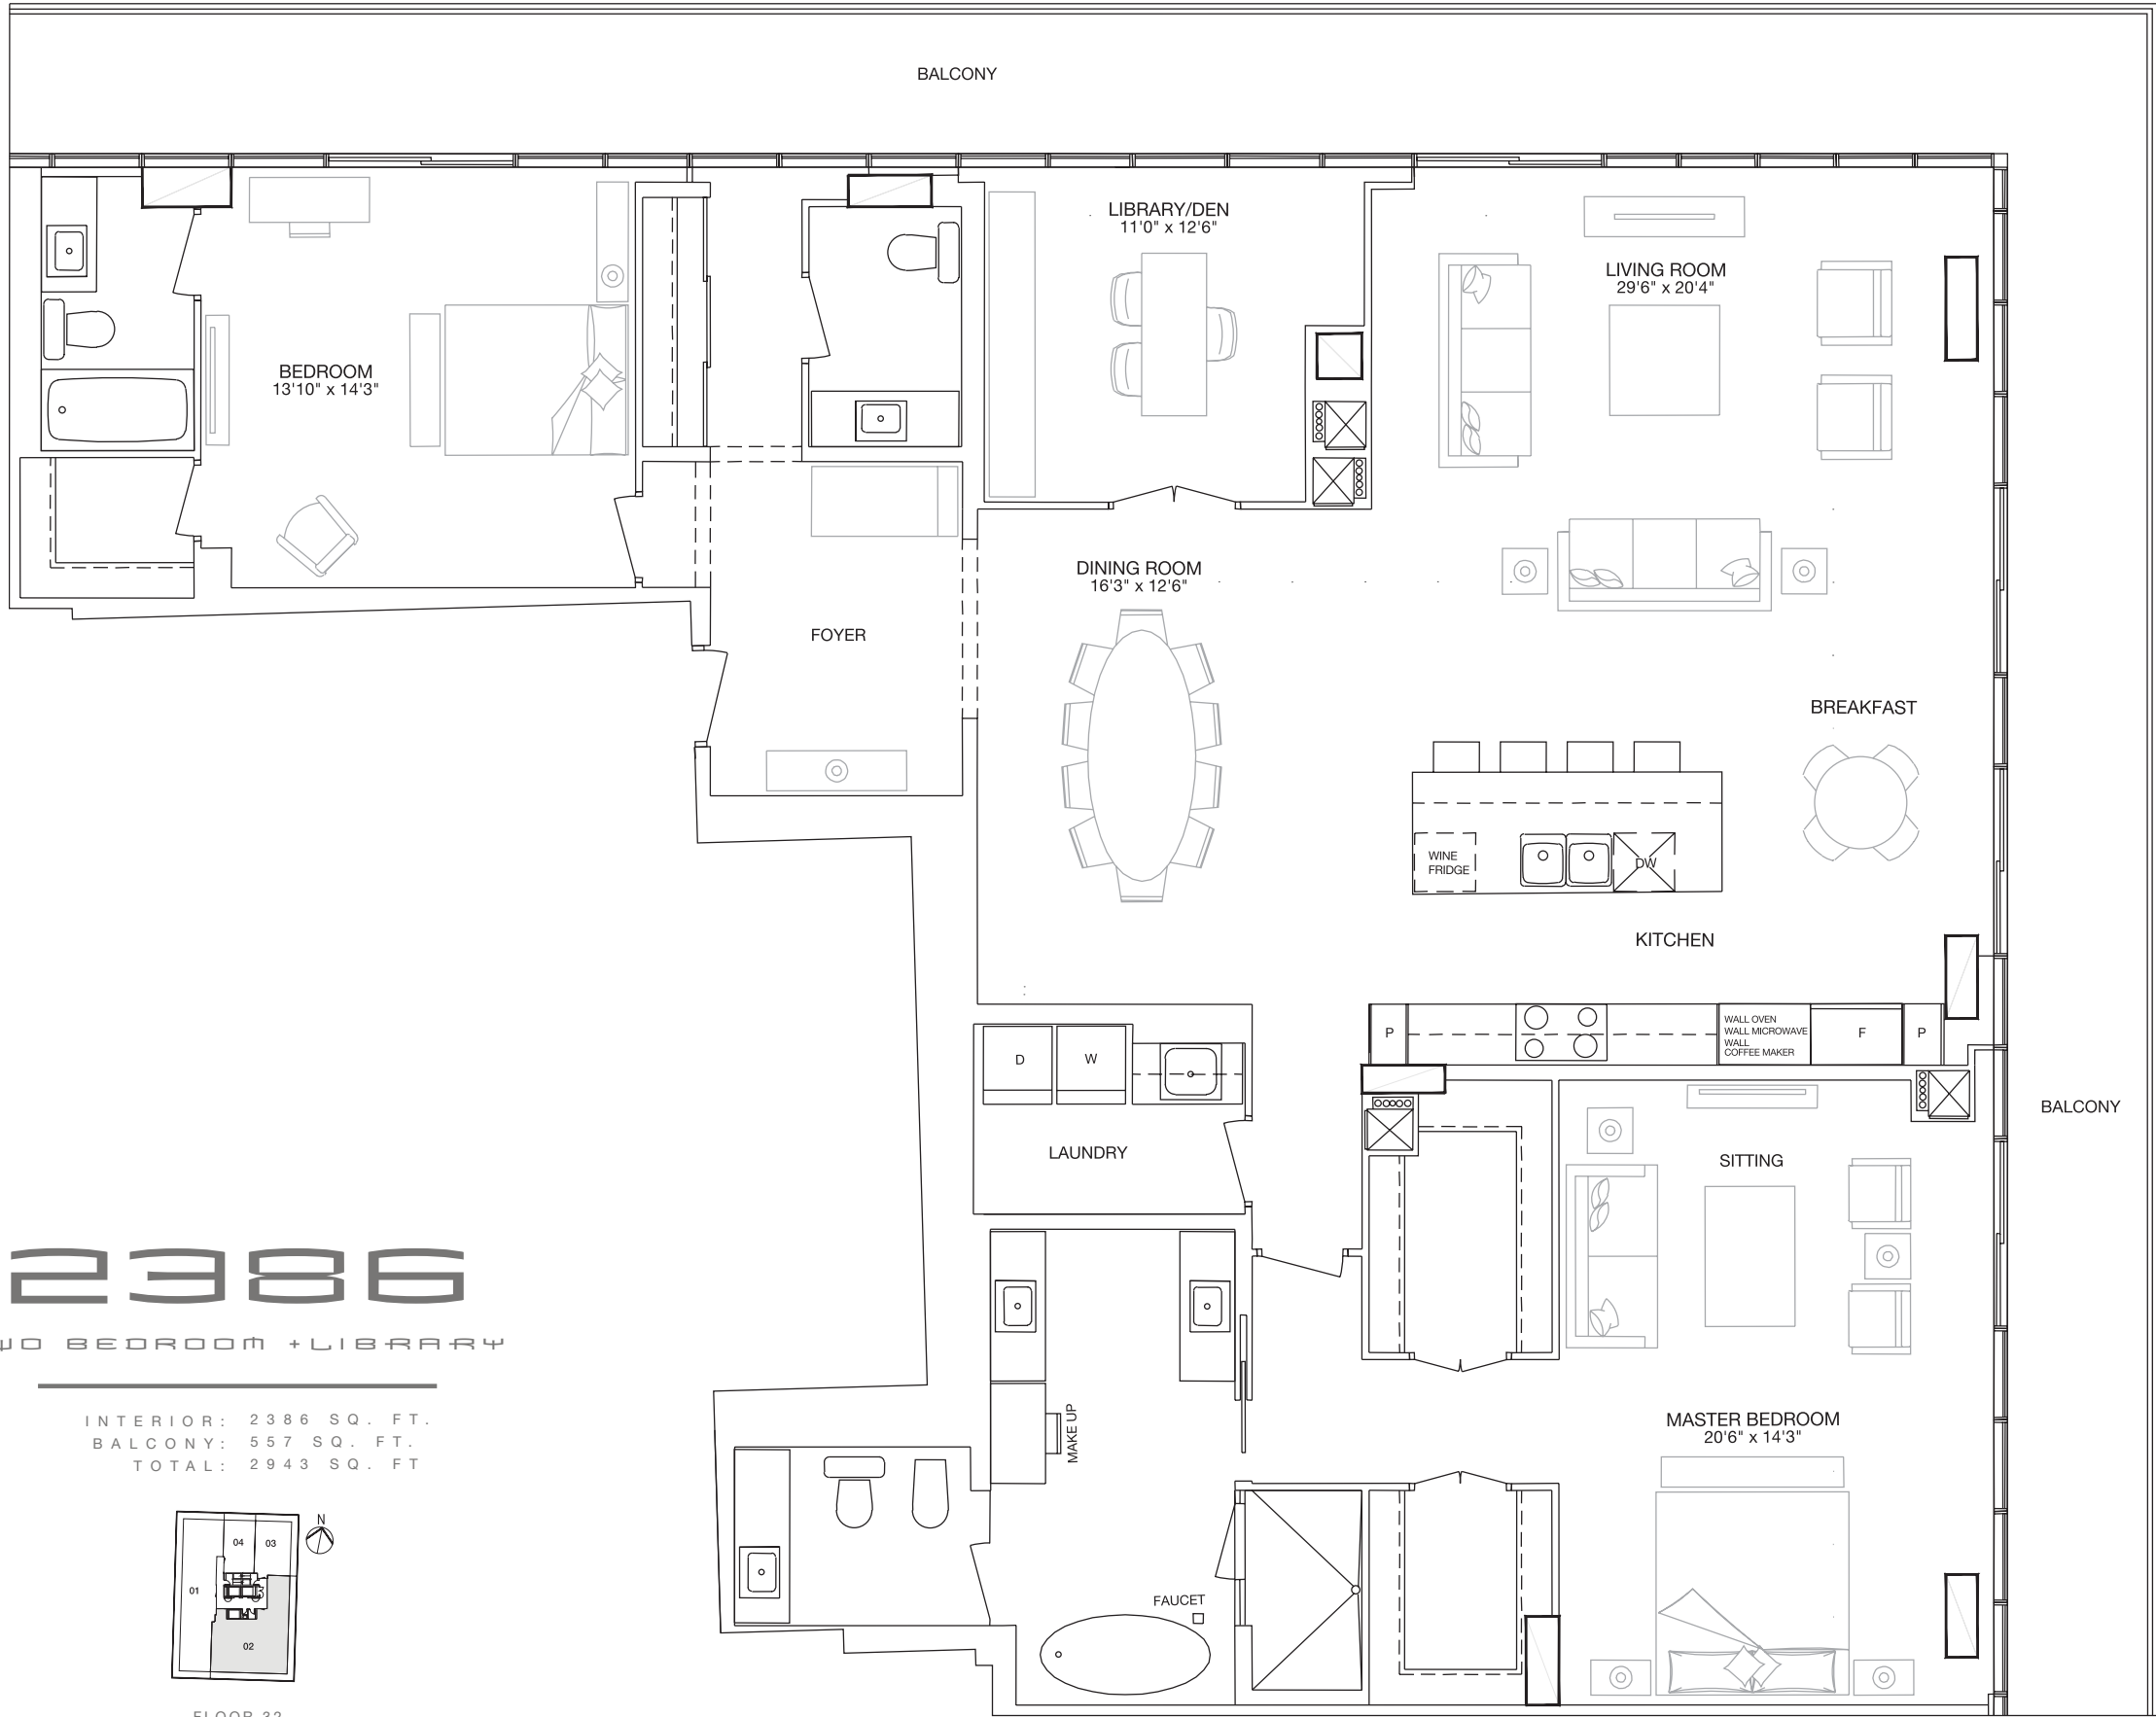 BALCONY
LIBRARY/DEN
11'0" x 12'6"
LIVING ROOM
29'6" x 20'4"
BEDROOM
13'10" x 14'3"
DINING ROOM
16'3" x 12'6"
FOYER
BREAKFAST
WINE
FRIDGE
DW
KITCHEN
P
WALL OVEN
WALL MICROWAVE
WALL
COFFEE MAKER
F
P
D
W
BALCONY
LAUNDRY
SITTING
2386
BEDROOM +LIBRARY
MAKE UP
MASTER BEDROOM
20'6" x 14'3"
INTERIOR: 2386 SQ. FT.
BALCONY: 557 SQ. FT.
TOTAL: 2943 SQ. FT
N
04
03
01
02
FAUCET
FLOOR 32